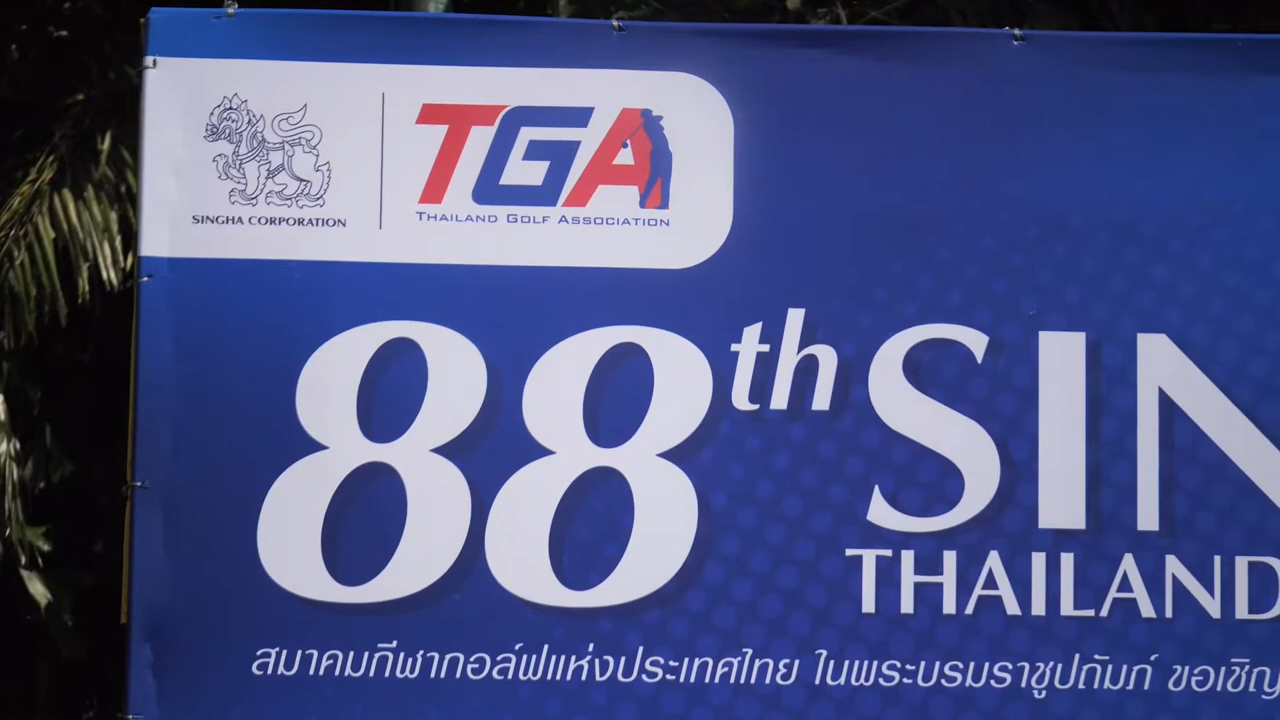 SINGHA CORPORATION
TGA
THAILAND GOLF ASSOCIATION
88th SIN
THAILAND
สมาคมกีฬากอล์ฟแห่งประเทศไทย ในพระบรมราชูปถัมภ์ ขอเชิญ